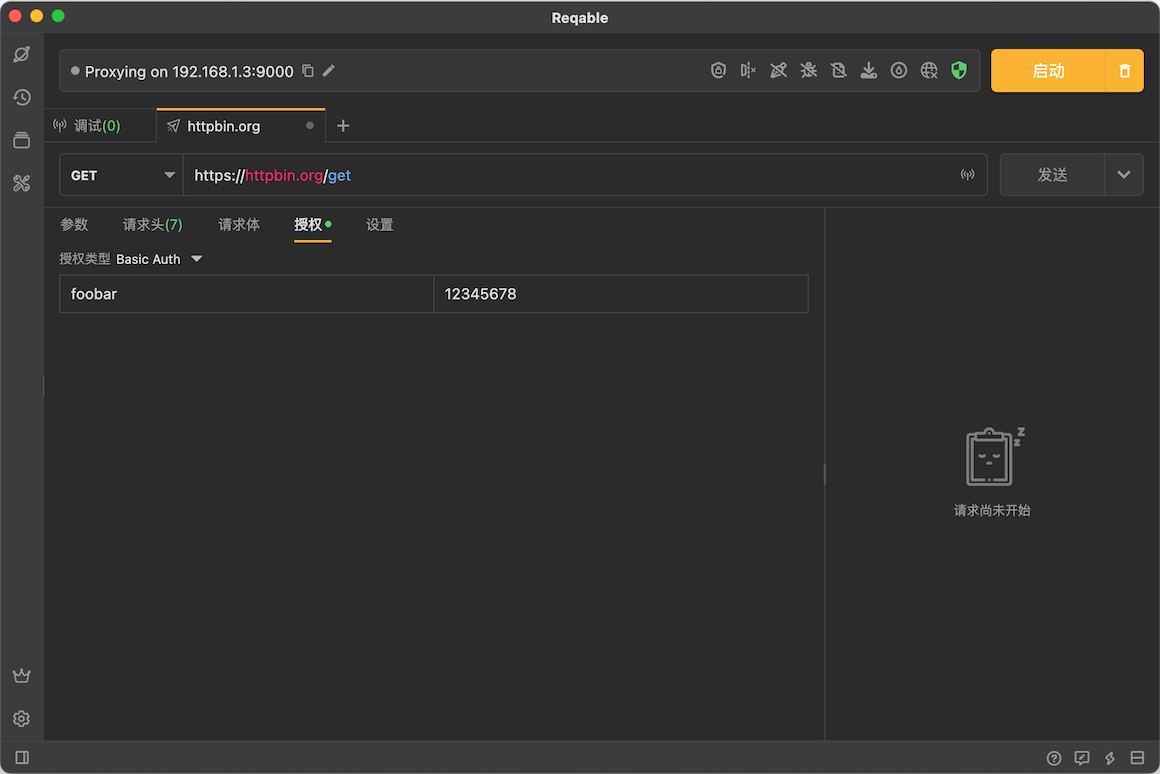 Reqable
Proxying on 192.168.1.3:9000
启动
调试(0)
httpbin.org
GET
https://httpbin.org/get
发送
参数 请求头(7) 请求体 授权 设置
授权类型 Basic Auth
foobar 12345678
请求尚未开始